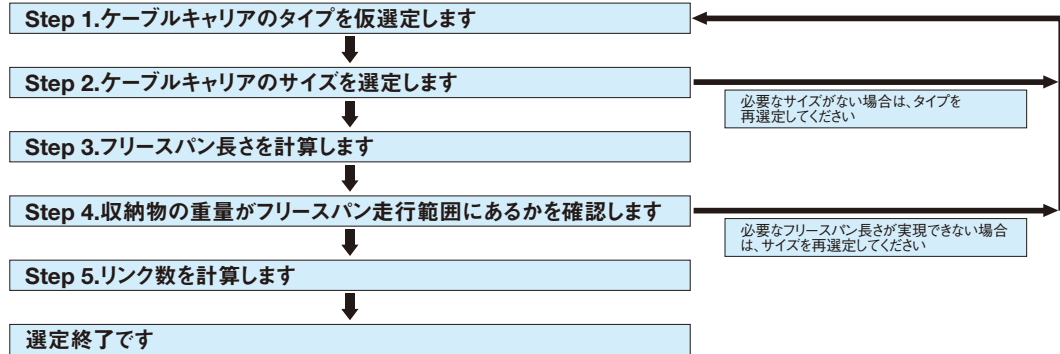 Step 1.ケーブルキャリアのタイプを仮選定します
Step 2.ケーブルキャリアのサイズを選定します
必要なサイズがない場合は、タイプを
再選定してください
Step 3.フリースパン長さを計算します
Step 4.収納物の重量がフリースパン走行範囲にあるかを確認します
必要なフリースパン長さが実現できない場合
は、サイズを再選定してください
Step 5.リンク数を計算します
選定終了です